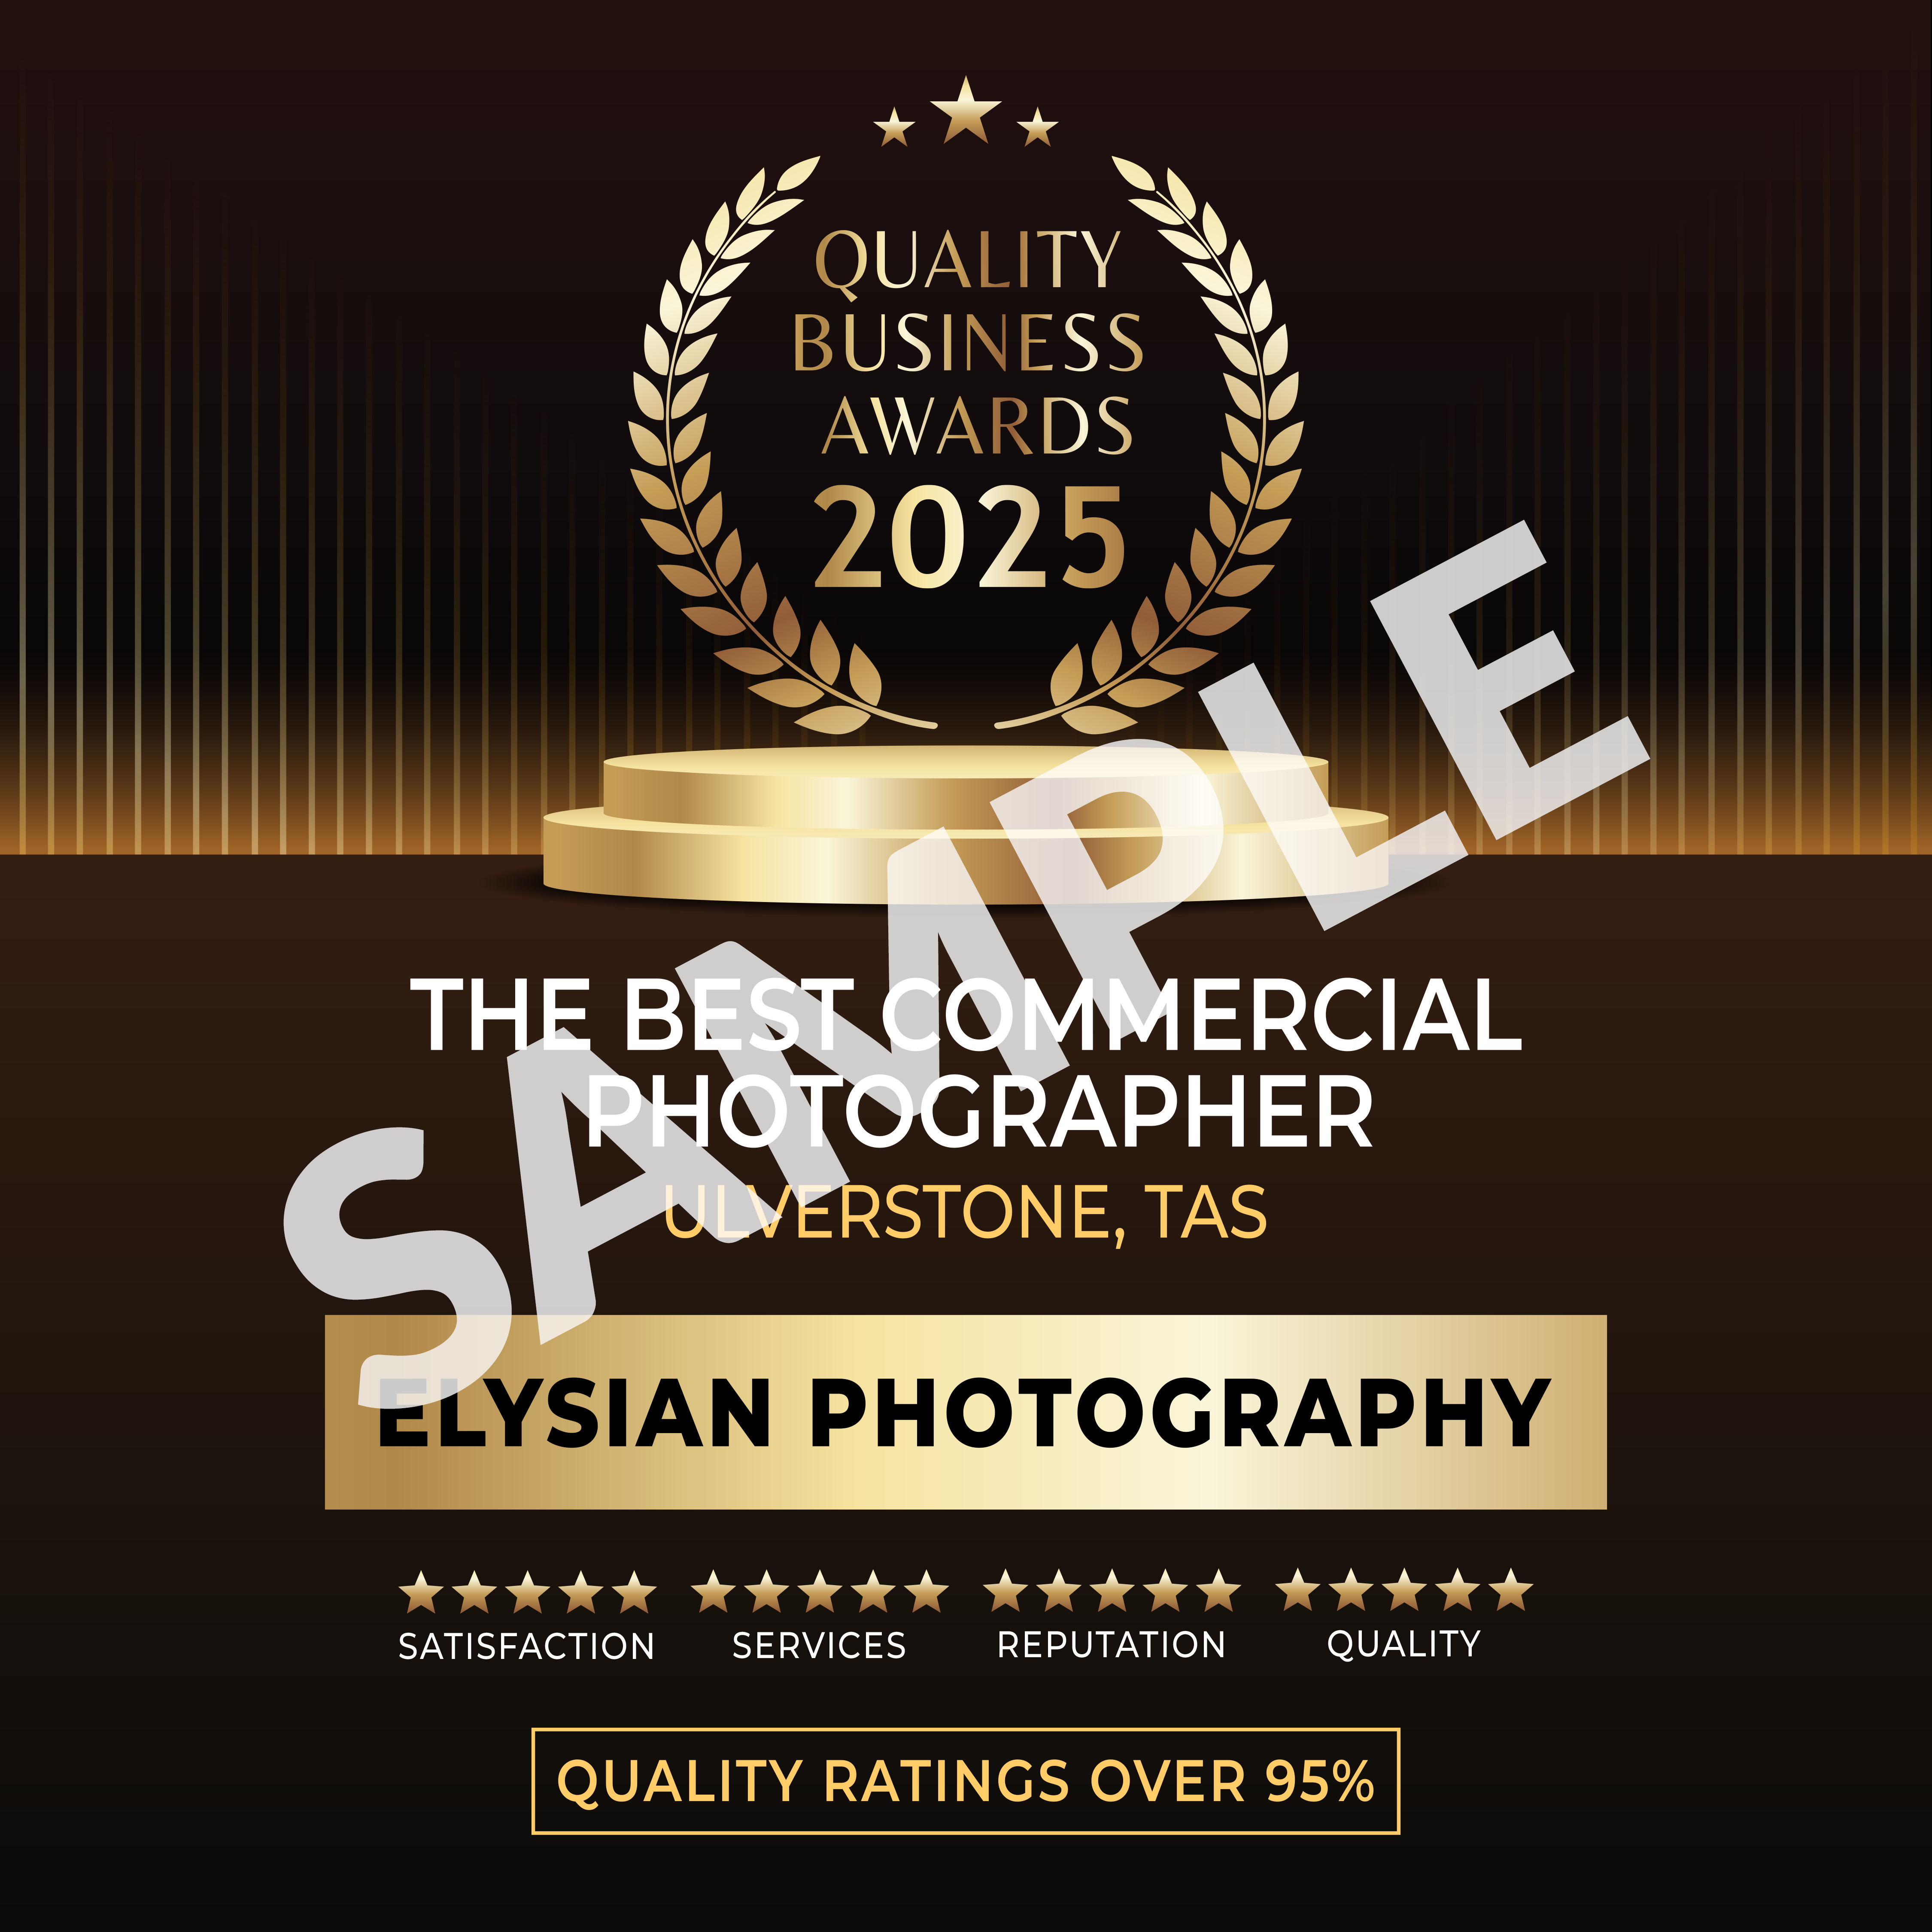 QUALITY
BUSINESS
AWARDS
2025
THE BEST COMMERCIAL
PHOTOGRAPHER
ULVERSTONE, TAS
ELYSIAN PHOTOGRAPHY
SATISFACTION SERVICES REPUTATION QUALITY
QUALITY RATINGS OVER 95%
SAMPLE